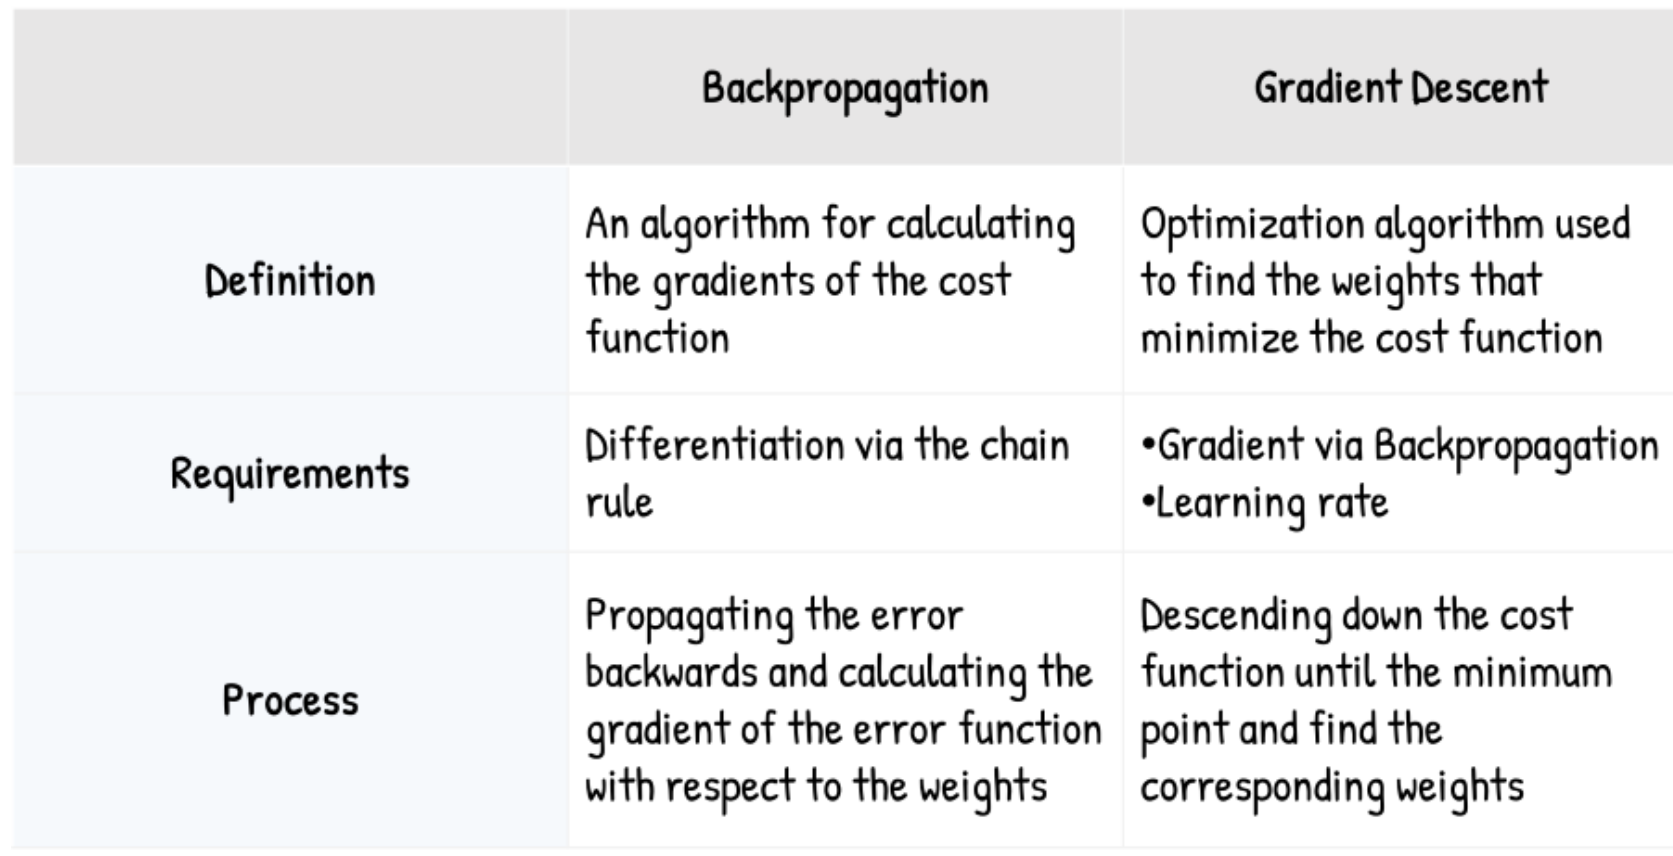 Backpropagation
Gradient Descent
Definition
An algorithm for calculating
the gradients of the cost
function
Optimization algorithm used
to find the weights that
minimize the cost function
Requirements
Differentiation via the chain
rule
•Gradient via Backpropagation
•Learning rate
Process
Propagating the error
backwards and calculating the
gradient of the error function
with respect to the weights
Descending down the cost
function until the minimum
point and find the
corresponding weights